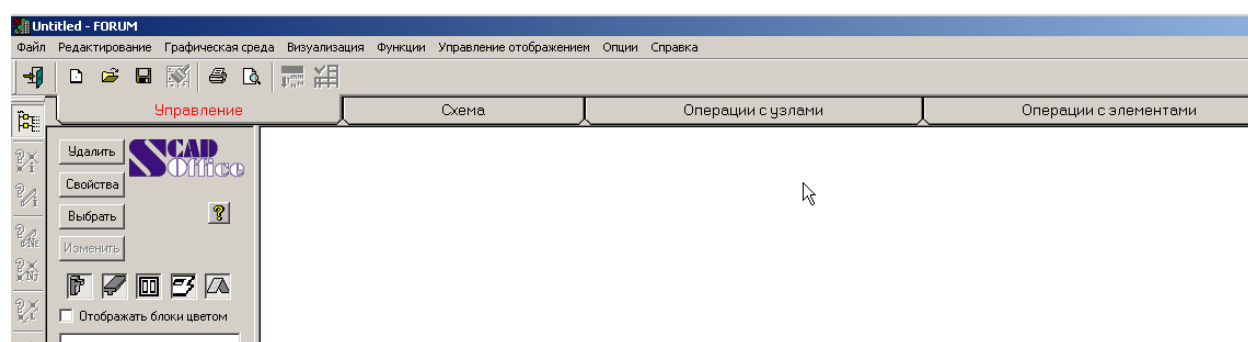 Untitled - FORUM
Файл Редактирование Графическая среда Визуализация Функции Управление отображением Опции Справка
Управление Схема Операции с узлами Операции с элементами
Удалить
SCAD Office
Свойства
Выбрать
Изменить
Отображать блоки цветом